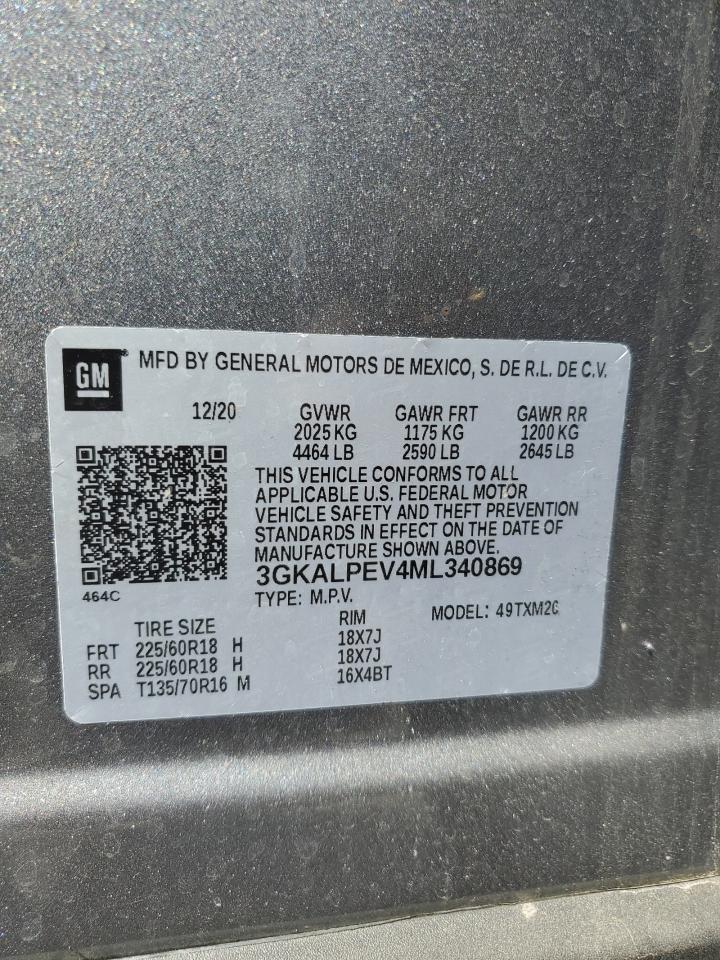 GM MFD BY GENERAL MOTORS DE MEXICO, S. DE R.L. DE C.V.
12/20 GVWR GAWR FRT GAWR RR
2025 KG 1175 KG 1200 KG
4464 LB 2590 LB 2645 LB
THIS VEHICLE CONFORMS TO ALL
APPLICABLE U.S. FEDERAL MOTOR
VEHICLE SAFETY AND THEFT PREVENTION
STANDARDS IN EFFECT ON THE DATE OF
MANUFACTURE SHOWN ABOVE.
3GKALPEV4ML340869
464C TYPE: M.P.V. MODEL: 49TXM26
TIRE SIZE RIM
FRT 225/60R18 H 18X7J
RR 225/60R18 H 18X7J
SPA T135/70R16 M 16X4BT